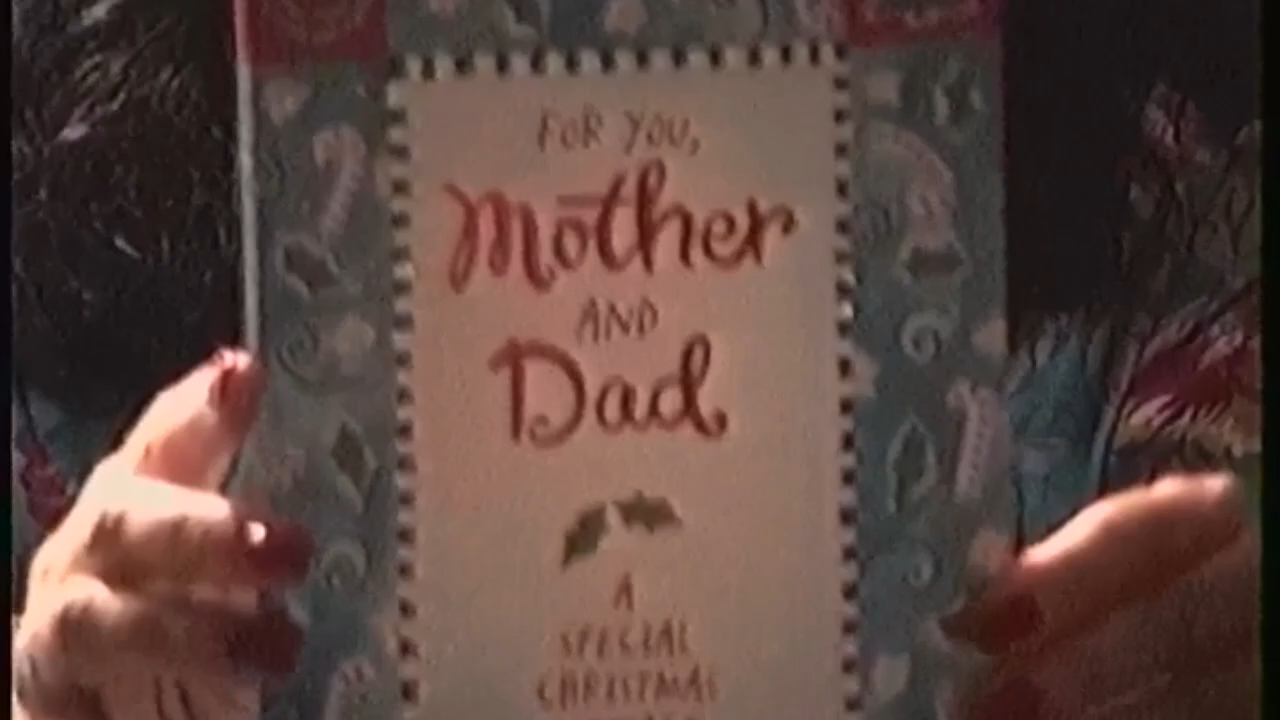 FOR YOU,
Mother
AND
Dad
A
SPECIAL
CHRISTMAS